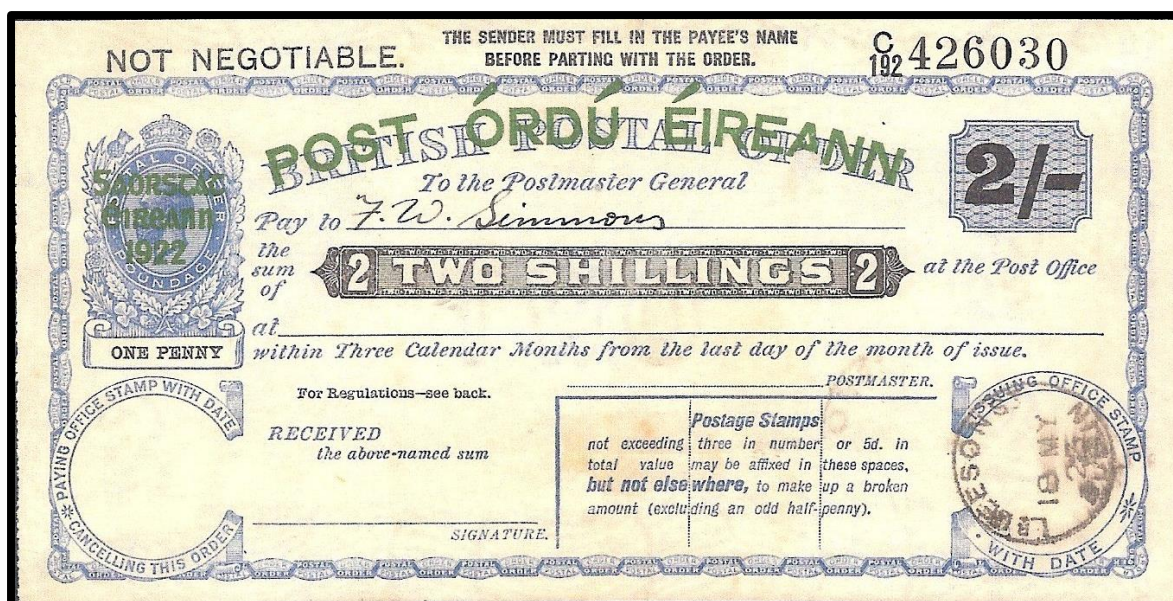 NOT NEGOTIABLE.
THE SENDER MUST FILL IN THE PAYEE'S NAME
BEFORE PARTING WITH THE ORDER.
C/192 426030
POST ÓRDÚ ÉIREANN
BRITISH POSTAL ORDER
2/-
POSTAL ORDER
POUNDAGE
Saorstát
Éireann
1922
ONE PENNY
To the Postmaster General
Pay to F. W. Simmons
the sum of 2 TWO SHILLINGS 2 at the Post Office
at
within Three Calendar Months from the last day of the month of issue.
POSTMASTER.
For Regulations—see back.
RECEIVED
the above-named sum
SIGNATURE.
Postage Stamps
not exceeding three in number or 5d. in
total value may be affixed in these spaces,
but not elsewhere, to make up a broken
amount (excluding an odd half-penny).
PAYING OFFICE STAMP WITH DATE
CANCELLING THIS ORDER
ISSUING OFFICE STAMP
WITH DATE